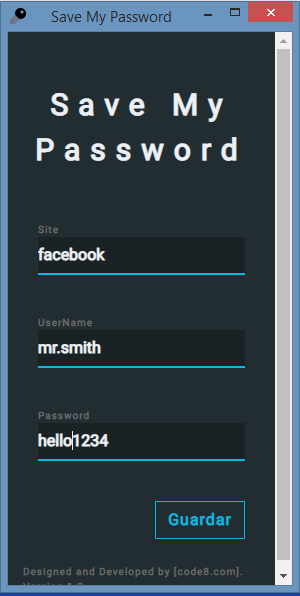 Save My Password
Save My
Password
Site
facebook
UserName
mr.smith
Password
hello1234
Guardar
Designed and Developed by [code8.com].